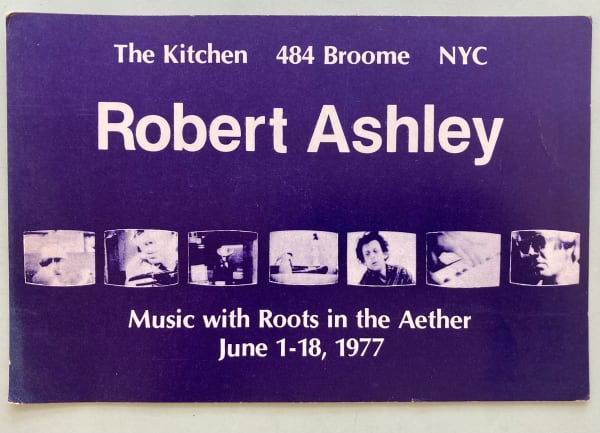 The Kitchen 484 Broome NYC
Robert Ashley
Music with Roots in the Aether
June 1-18, 1977